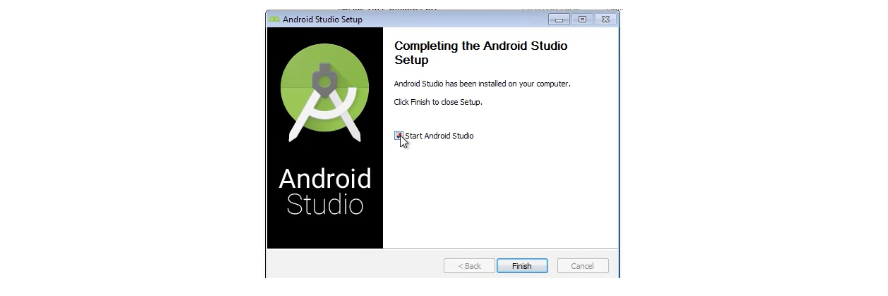 Android Studio Setup
Completing the Android Studio
Setup
Android Studio has been installed on your computer.
Click Finish to close Setup.
Start Android Studio
Android
Studio
< Back
Finish
Cancel